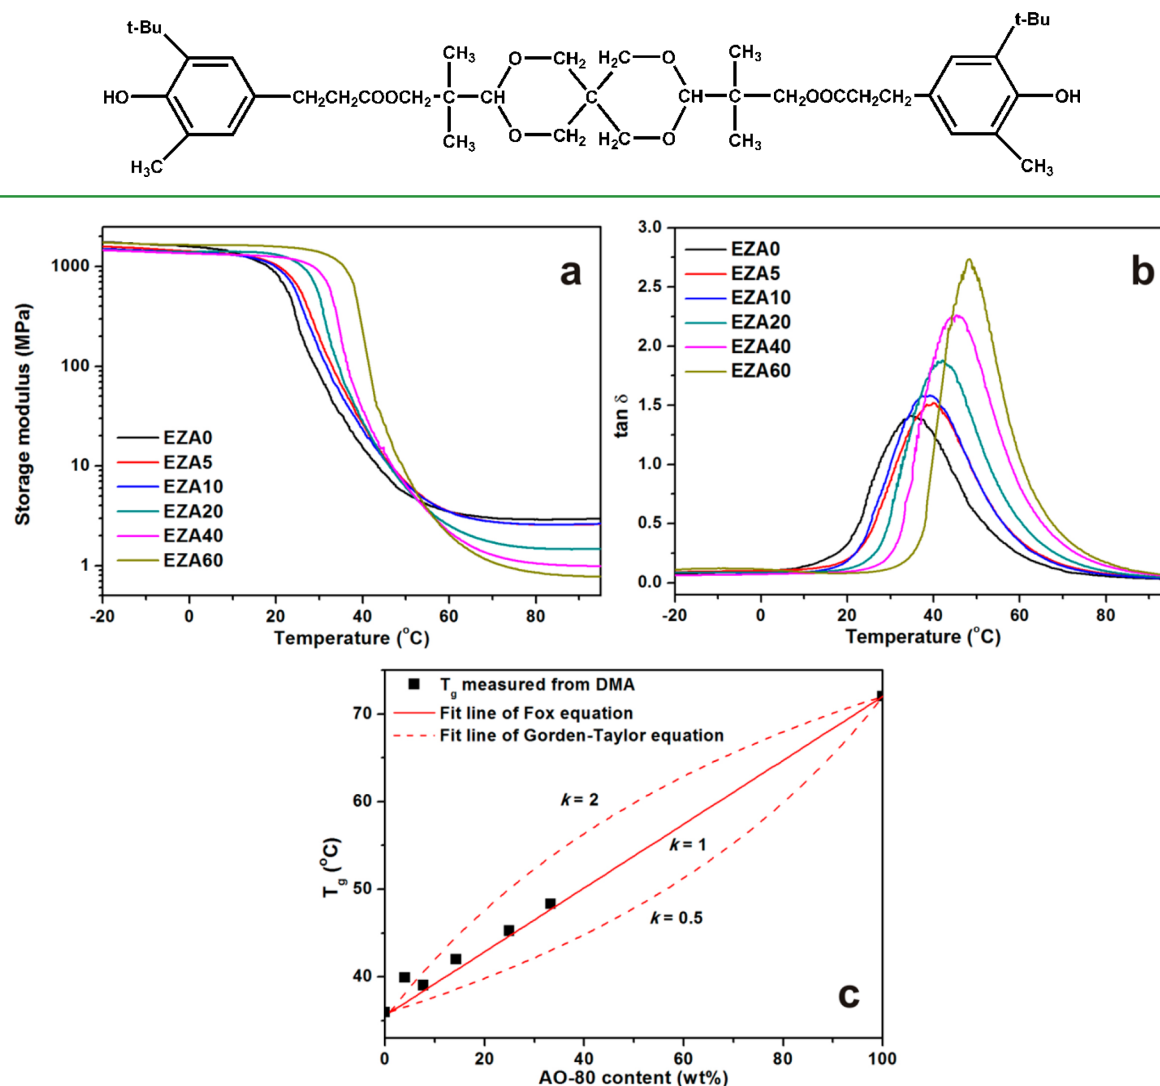 t-Bu
t-Bu
CH₃ O CH₂ H₂C O CH₃
HO CH₂CH₂COOCH₂ C CH C CH C CH₂OOCCH₂CH₂ OH
CH₃ O CH₂ H₂C O CH₃
H₃C CH₃
a
Storage modulus (MPa)
1000
100
10
1
EZA0
EZA5
EZA10
EZA20
EZA40
EZA60
-20 0 20 40 60 80
Temperature (°C)
b
tan δ
3.0
2.5
2.0
1.5
1.0
0.5
0.0
EZA0
EZA5
EZA10
EZA20
EZA40
EZA60
-20 0 20 40 60 80
Temperature (°C)
Tg measured from DMA
Fit line of Fox equation
Fit line of Gorden-Taylor equation
k = 2
k = 1
k = 0.5
c
Tg (°C)
70
60
50
40
0 20 40 60 80 100
AO-80 content (wt%)